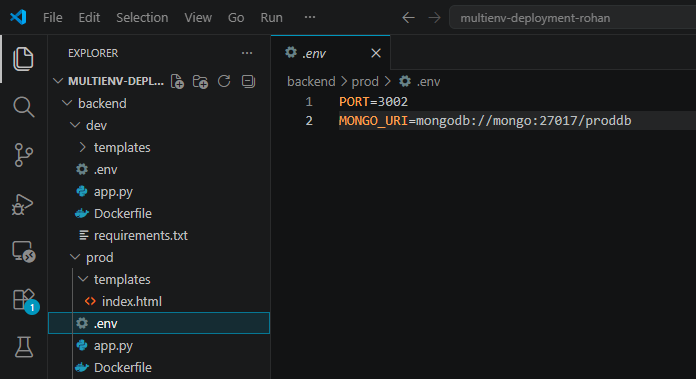 File Edit Selection View Go Run ··· ← → multienv-deployment-rohan
EXPLORER ···
MULTIENV-DEPL...
backend
dev
templates
.env
app.py
Dockerfile
requirements.txt
prod
templates
<> index.html
.env
app.py
Dockerfile
1
.env ×
backend > prod > .env
1 PORT=3002
2 MONGO_URI=mongodb://mongo:27017/proddb